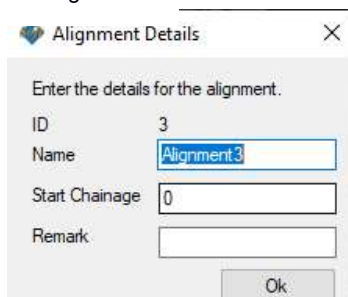 Alignment Details
Enter the details for the alignment.
ID 3
Name Alignment3
Start Chainage 0
Remark
Ok